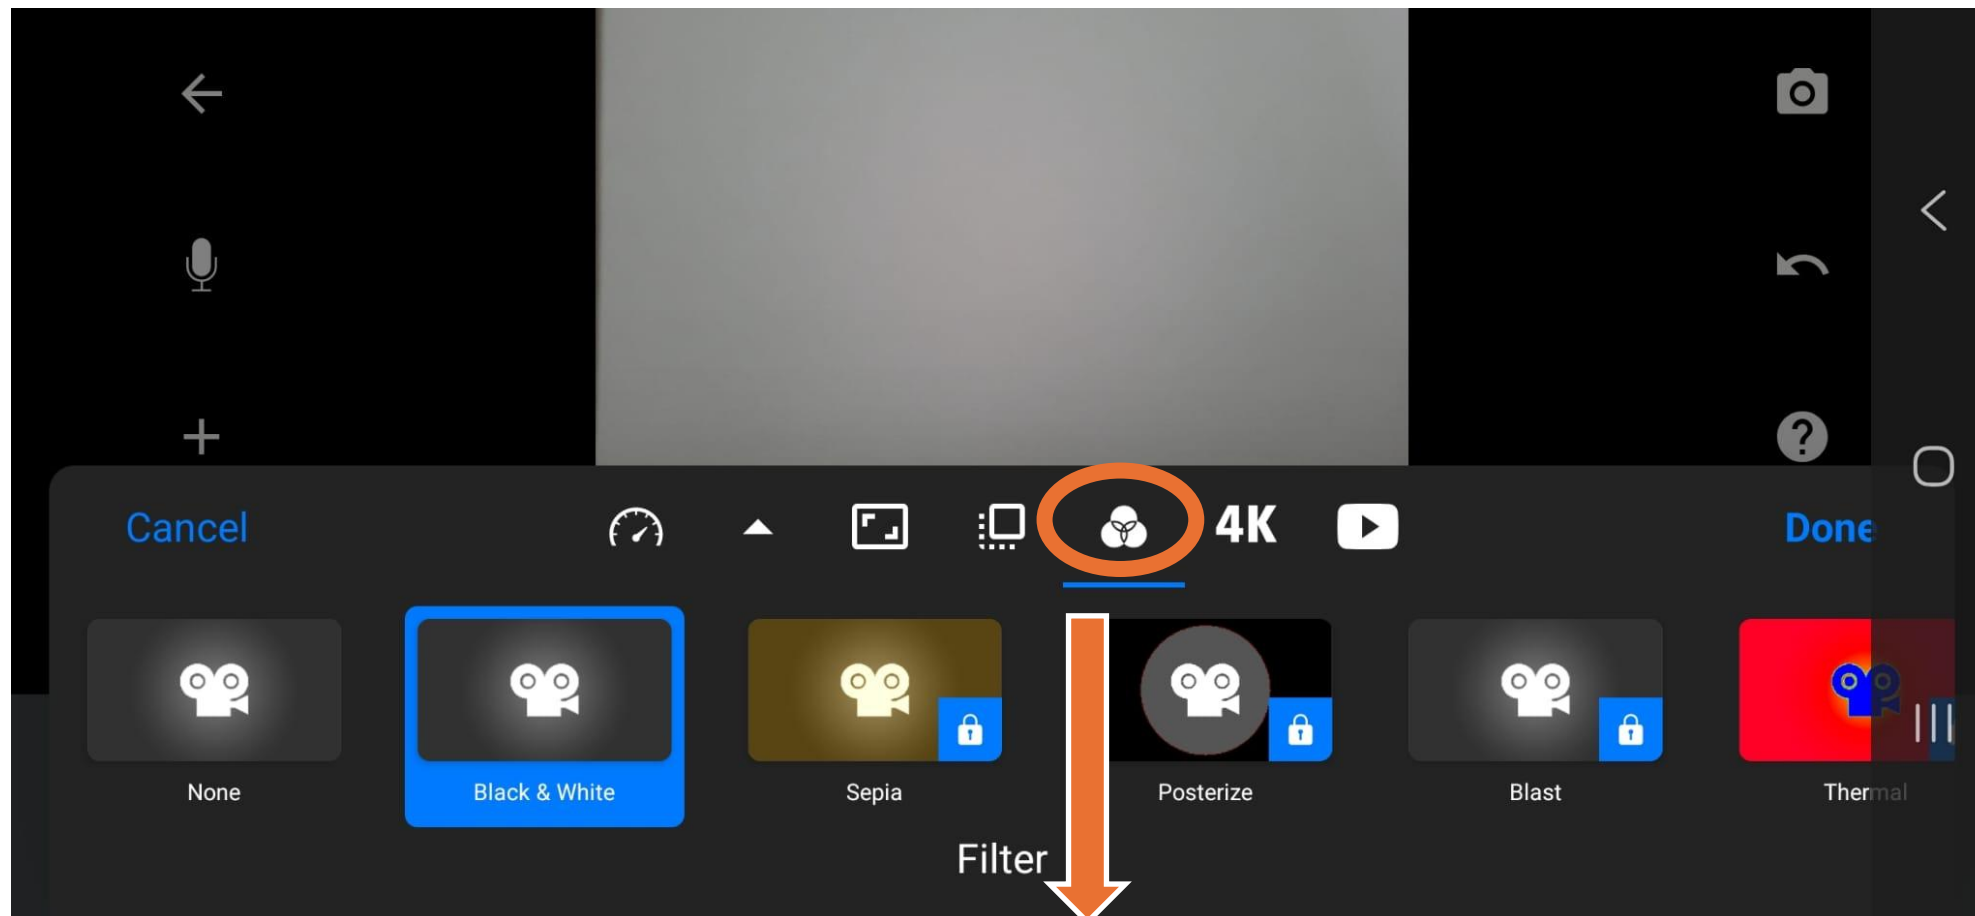 Cancel 4K Done
None Black & White Sepia Posterize Blast Thermal
Filter